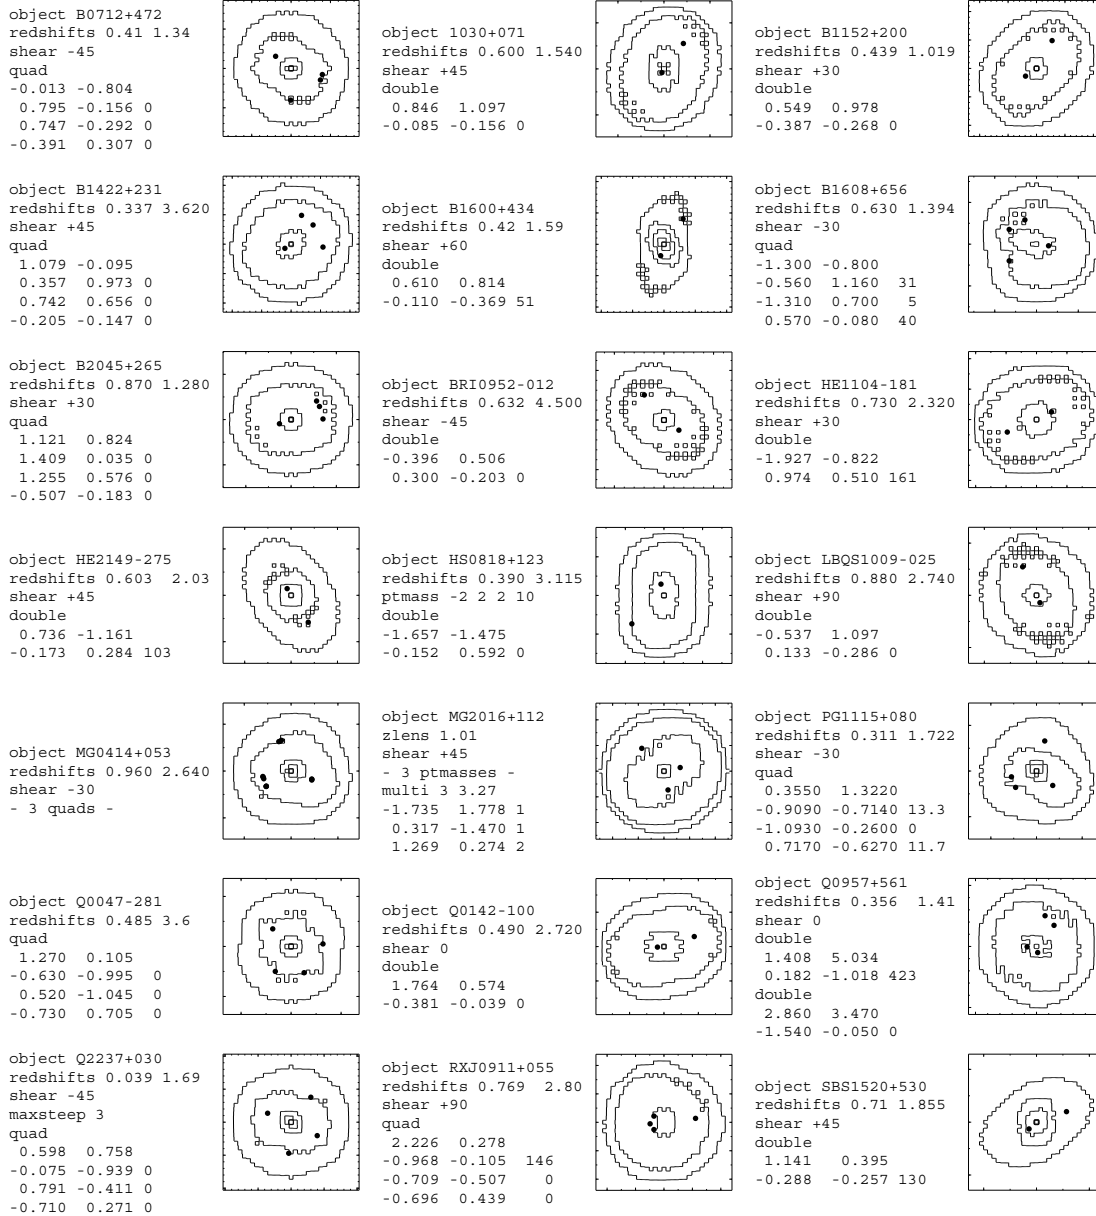 object B0712+472
redshifts 0.41 1.34
shear -45
quad
-0.013 -0.804
0.795 -0.156 0
0.747 -0.292 0
-0.391 0.307 0
object 1030+071
redshifts 0.600 1.540
shear +45
double
0.846 1.097
-0.085 -0.156 0
object B1152+200
redshifts 0.439 1.019
shear +30
double
0.549 0.978
-0.387 -0.268 0
object B1422+231
redshifts 0.337 3.620
shear +45
quad
1.079 -0.095
0.357 0.973 0
0.742 0.656 0
-0.205 -0.147 0
object B1600+434
redshifts 0.42 1.59
shear +60
double
0.610 0.814
-0.110 -0.369 51
object B1608+656
redshifts 0.630 1.394
shear -30
quad
-1.300 -0.800
-0.560 1.160 31
-1.310 0.700 5
0.570 -0.080 40
object B2045+265
redshifts 0.870 1.280
shear +30
quad
1.121 0.824
1.409 0.035 0
1.255 0.576 0
-0.507 -0.183 0
object BRI0952-012
redshifts 0.632 4.500
shear -45
double
-0.396 0.506
0.300 -0.203 0
object HE1104-181
redshifts 0.730 2.320
shear +30
double
-1.927 -0.822
0.974 0.510 161
object HE2149-275
redshifts 0.603 2.03
shear +45
double
0.736 -1.161
-0.173 0.284 103
object HS0818+123
redshifts 0.390 3.115
ptmass -2 2 2 10
double
-1.657 -1.475
-0.152 0.592 0
object LBQS1009-025
redshifts 0.880 2.740
shear +90
double
-0.537 1.097
0.133 -0.286 0
object MG0414+053
redshifts 0.960 2.640
shear -30
- 3 quads -
object MG2016+112
zlens 1.01
shear +45
- 3 ptmasses -
multi 3 3.27
-1.735 1.778 1
0.317 -1.470 1
1.269 0.274 2
object PG1115+080
redshifts 0.311 1.722
shear -30
quad
0.3550 1.3220
-0.9090 -0.7140 13.3
-1.0930 -0.2600 0
0.7170 -0.6270 11.7
object Q0047-281
redshifts 0.485 3.6
quad
1.270 0.105
-0.630 -0.995 0
0.520 -1.045 0
-0.730 0.705 0
object Q0142-100
redshifts 0.490 2.720
shear 0
double
1.764 0.574
-0.381 -0.039 0
object Q0957+561
redshifts 0.356 1.41
shear 0
double
1.408 5.034
0.182 -1.018 423
double
2.860 3.470
-1.540 -0.050 0
object Q2237+030
redshifts 0.039 1.69
shear -45
maxsteep 3
quad
0.598 0.758
-0.075 -0.939 0
0.791 -0.411 0
-0.710 0.271 0
object RXJ0911+055
redshifts 0.769 2.80
shear +90
quad
2.226 0.278
-0.968 -0.105 146
-0.709 -0.507 0
-0.696 0.439 0
object SBS1520+530
redshifts 0.71 1.855
shear +45
double
1.141 0.395
-0.288 -0.257 130